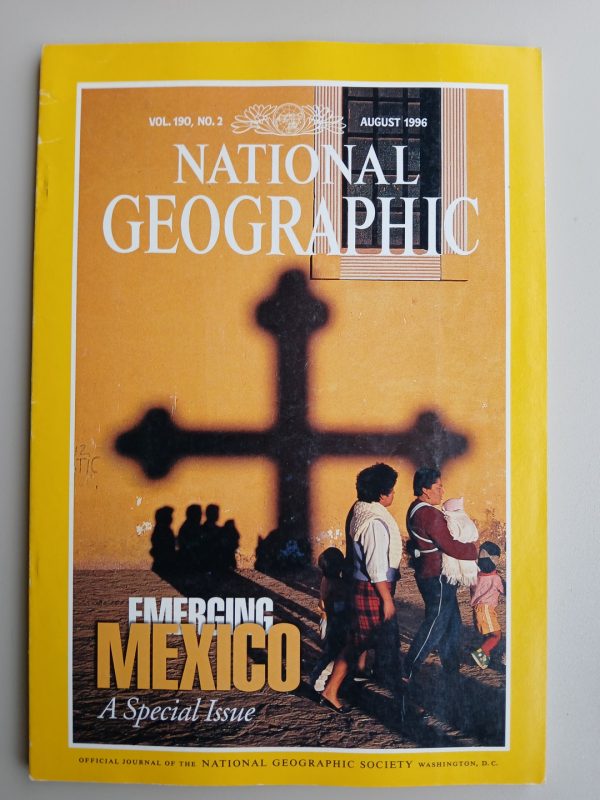 VOL. 190, NO. 2 AUGUST 1996
NATIONAL
GEOGRAPHIC
EMERGING
MEXICO
A Special Issue
OFFICIAL JOURNAL OF THE NATIONAL GEOGRAPHIC SOCIETY WASHINGTON, D.C.